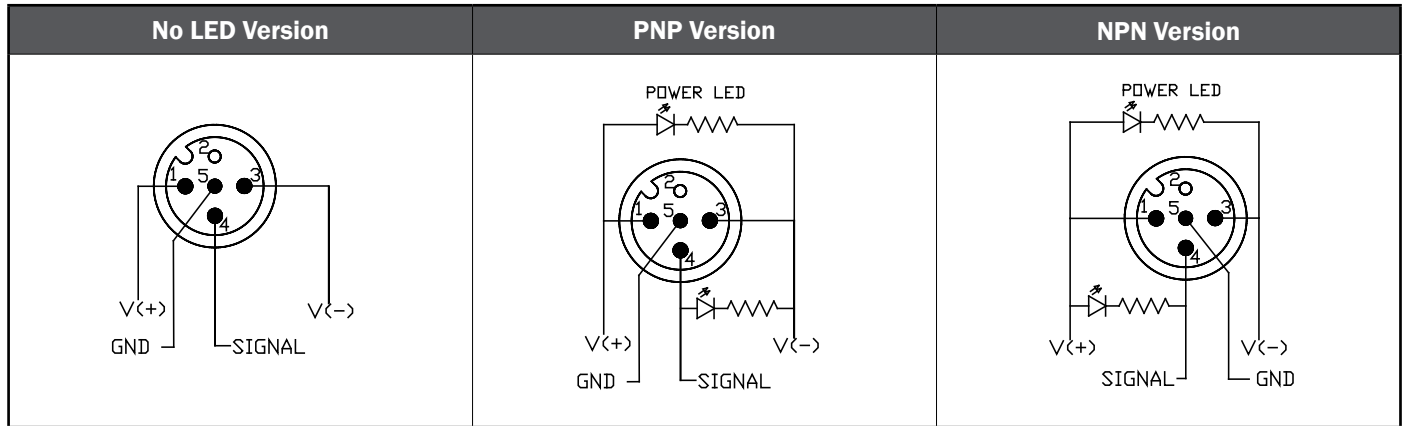 No LED Version
PNP Version
NPN Version
2
1 5 3
4
V(+)
V(-)
GND
SIGNAL
POWER LED
2
1 5 3
4
V(+)
V(-)
GND
SIGNAL
POWER LED
2
1 5 3
4
V(+)
V(-)
SIGNAL
GND